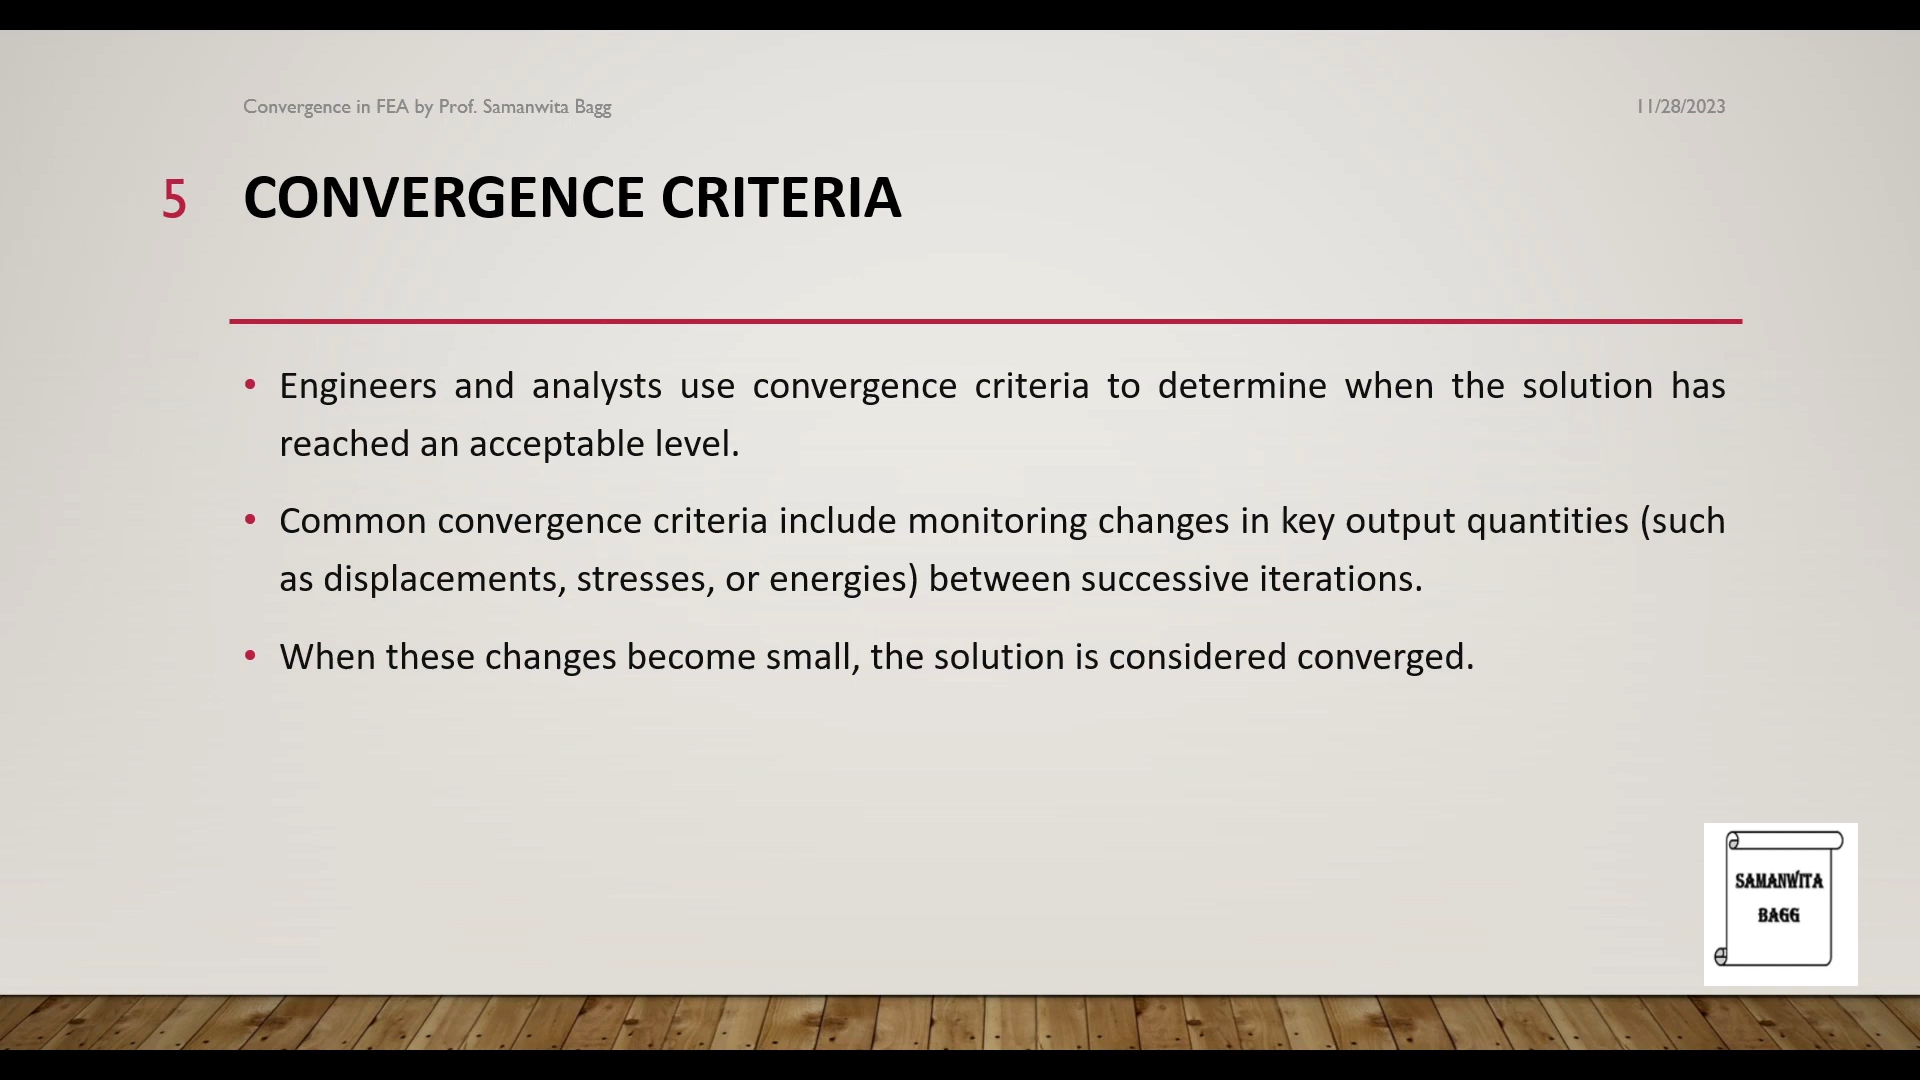 Convergence in FEA by Prof. Samanwita Bagg
11/28/2023
5 CONVERGENCE CRITERIA
• Engineers and analysts use convergence criteria to determine when the solution has
reached an acceptable level.
• Common convergence criteria include monitoring changes in key output quantities (such
as displacements, stresses, or energies) between successive iterations.
• When these changes become small, the solution is considered converged.
SAMANWITA
BAGG